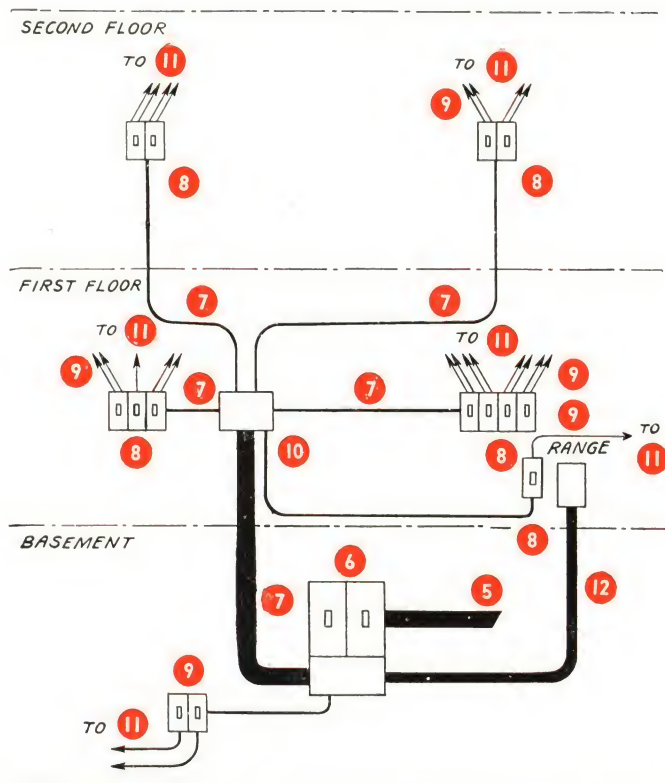 SECOND FLOOR
TO 11
TO 11
9
8
8
FIRST FLOOR
7
7
TO 11
TO 11
9
7
7
9
9
TO
11
8
10
8
RANGE
BASEMENT
8
6
7
5
12
9
TO 11